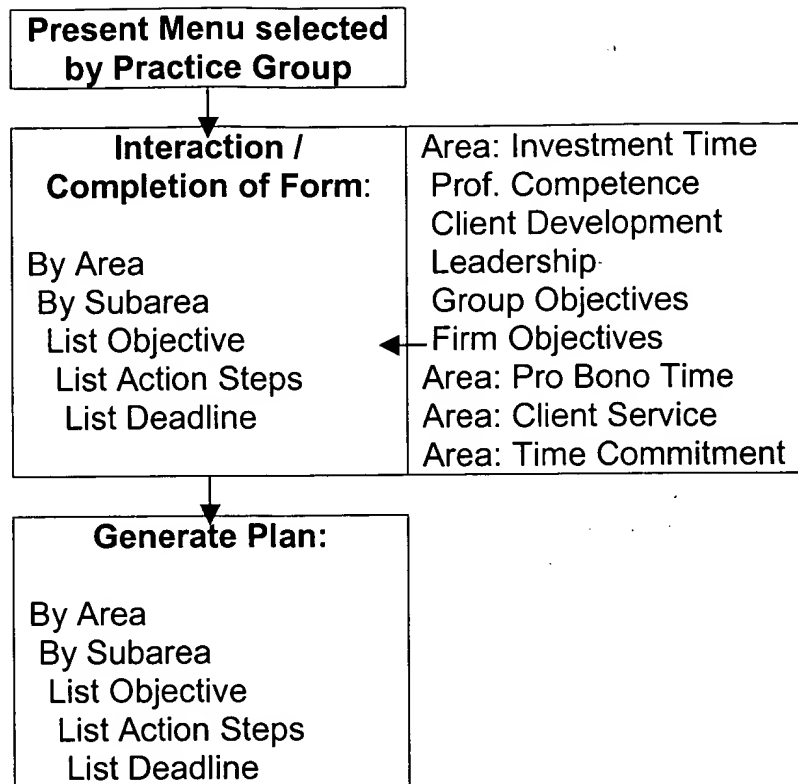 Present Menu selected
by Practice Group
Interaction /
Completion of Form:
By Area
By Subarea
List Objective
List Action Steps
List Deadline
Area: Investment Time
Prof. Competence
Client Development
Leadership
Group Objectives
Firm Objectives
Area: Pro Bono Time
Area: Client Service
Area: Time Commitment
Generate Plan:
By Area
By Subarea
List Objective
List Action Steps
List Deadline